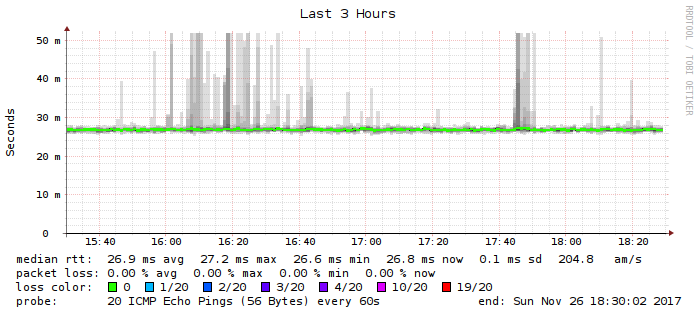 Last 3 Hours
RRDTOOL / TOBI OETIKER
Seconds
50 m
40 m
30 m
20 m
10 m
0
15:40 16:00 16:20 16:40 17:00 17:20 17:40 18:00 18:20
median rtt: 26.9 ms avg 27.2 ms max 26.6 ms min 26.8 ms now 0.1 ms sd 204.8 am/s
packet loss: 0.00 % avg 0.00 % max 0.00 % min 0.00 % now
loss color: 0 1/20 2/20 3/20 4/20 10/20 19/20
probe: 20 ICMP Echo Pings (56 Bytes) every 60s end: Sun Nov 26 18:30:02 2017